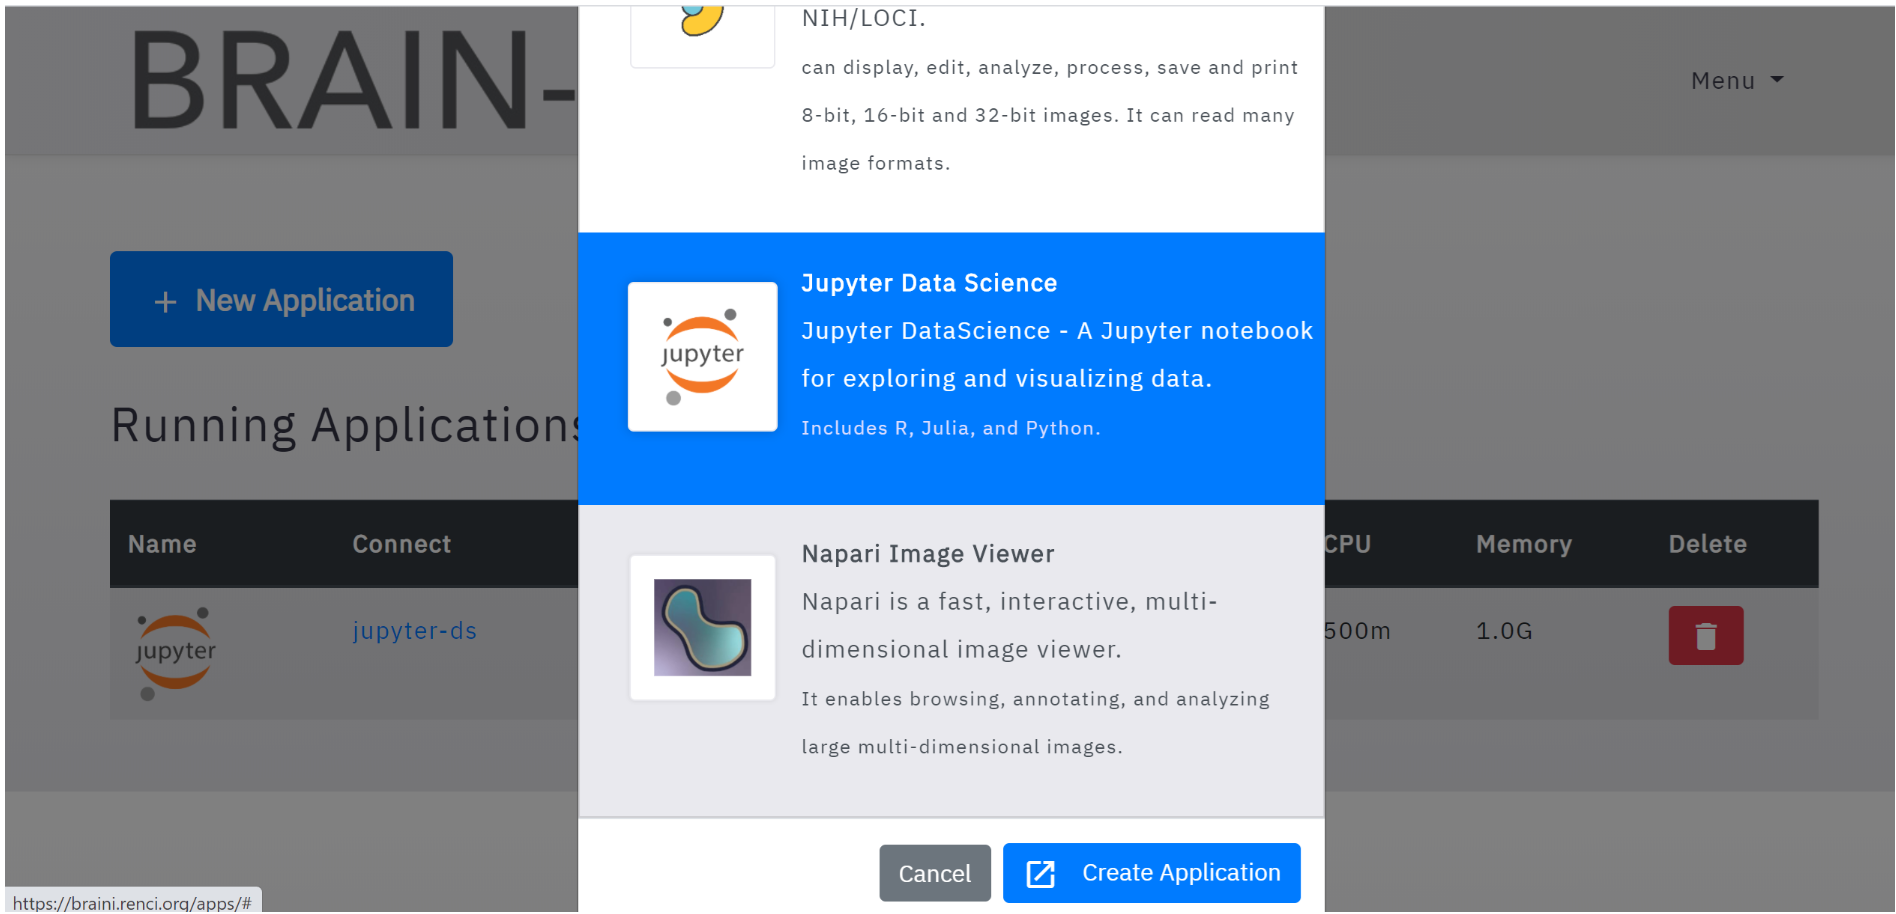 BRAIN-
Menu
NIH/LOCI.
can display, edit, analyze, process, save and print
8-bit, 16-bit and 32-bit images. It can read many
image formats.
+ New Application
Running Applications
Jupyter Data Science
Jupyter DataScience - A Jupyter notebook
for exploring and visualizing data.
Includes R, Julia, and Python.
jupyter
Name Connect CPU Memory Delete
jupyter jupyter-ds 500m 1.0G
Napari Image Viewer
Napari is a fast, interactive, multi-
dimensional image viewer.
It enables browsing, annotating, and analyzing
large multi-dimensional images.
Cancel Create Application
https://braini.renci.org/apps/#